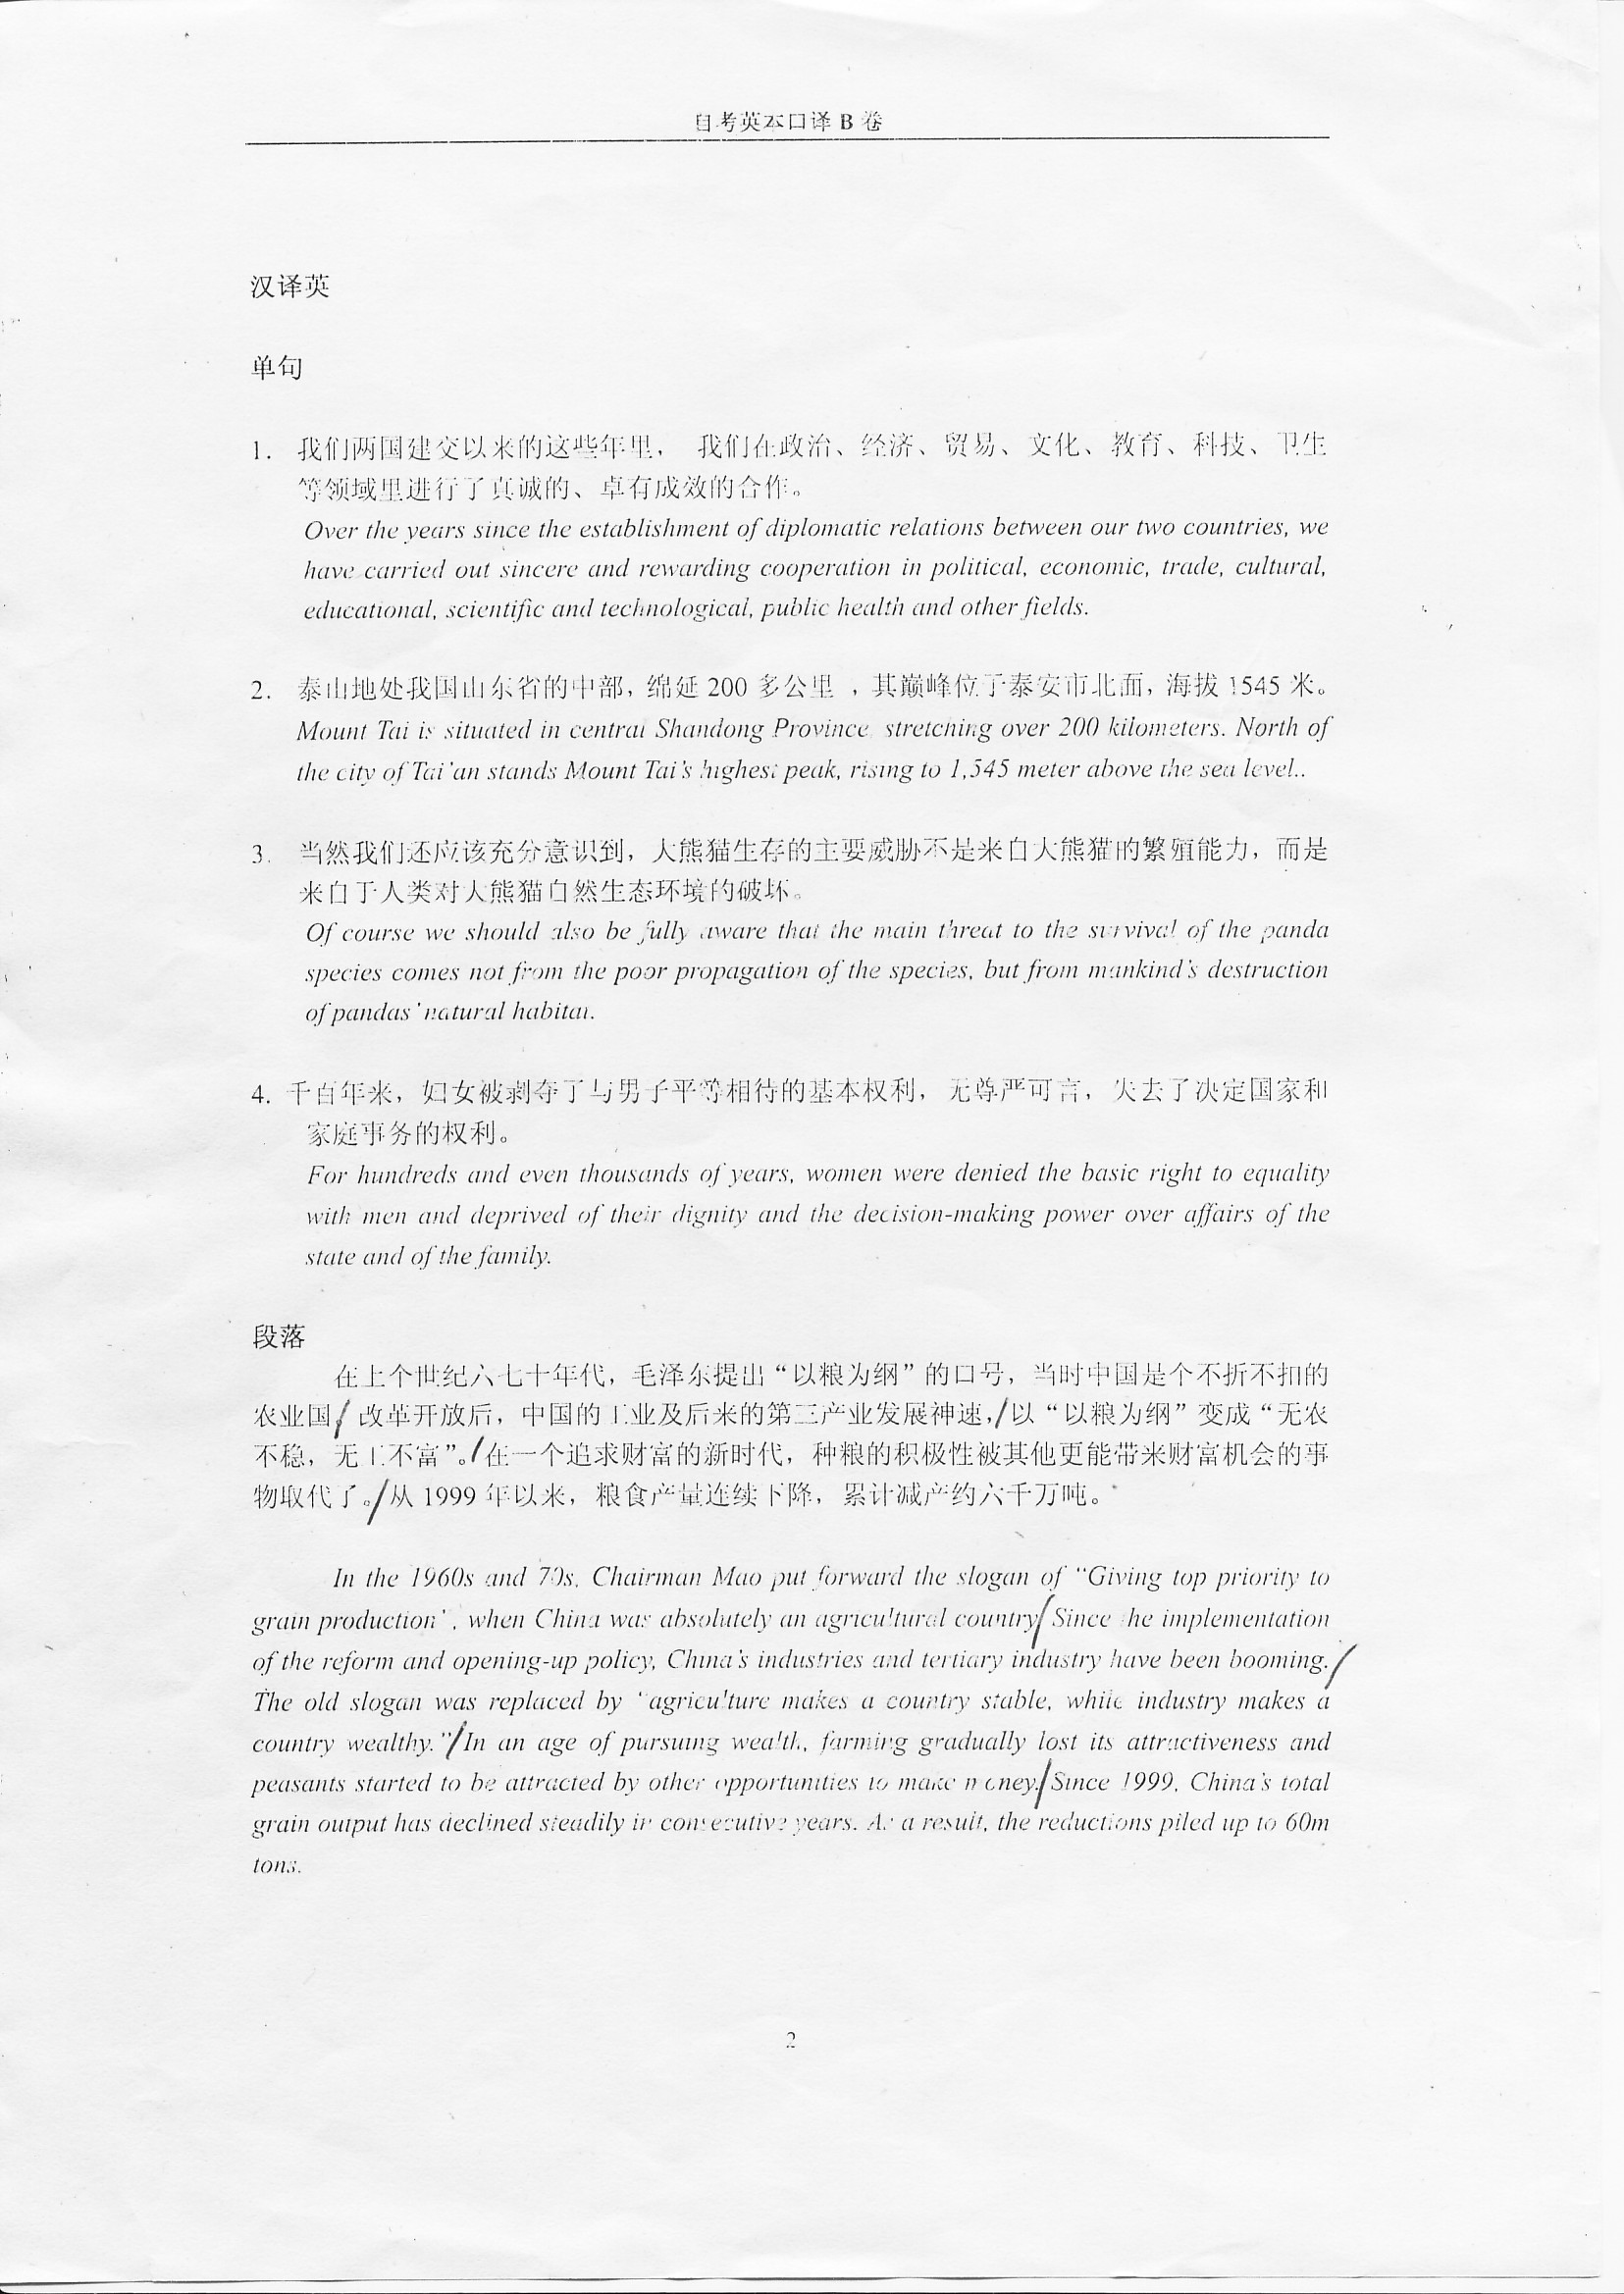 自考英本口译 B 卷
汉译英
单句
1. 我们两国建交以来的这些年里， 我们在政治、经济、贸易、文化、教育、科技、卫生
等领域里进行了真诚的、卓有成效的合作。
Over the years since the establishment of diplomatic relations between our two countries, we
have carried out sincere and rewarding cooperation in political, economic, trade, cultural,
educational, scientific and technological, public health and other fields.
2. 泰山地处我国山东省的中部，绵延 200 多公里 ，其巅峰位于泰安市北面，海拔 1545 米。
Mount Tai is situated in central Shandong Province, stretching over 200 kilometers. North of
the city of Tai'an stands Mount Tai's highest peak, rising to 1,545 meter above the sea level..
3. 当然我们还应该充分意识到，大熊猫生存的主要威胁不是来自大熊猫的繁殖能力，而是
来自于人类对大熊猫自然生态环境的破坏。
Of course we should also be fully aware that the main threat to the survival of the panda
species comes not from the poor propagation of the species, but from mankind's destruction
of pandas' natural habitat.
4. 千百年来，妇女被剥夺了与男子平等相待的基本权利，无尊严可言，失去了决定国家和
家庭事务的权利。
For hundreds and even thousands of years, women were denied the basic right to equality
with men and deprived of their dignity and the decision-making power over affairs of the
state and of the family.
段落
在上个世纪六七十年代，毛泽东提出“以粮为纲”的口号，当时中国是个不折不扣的
农业国/ 改革开放后，中国的工业及后来的第三产业发展神速，/以“以粮为纲”变成“无农
不稳，无工不富”。/在一个追求财富的新时代，种粮的积极性被其他更能带来财富机会的事
物取代了。/从 1999 年以来，粮食产量连续下降，累计减产约六千万吨。
In the 1960s and 70s, Chairman Mao put forward the slogan of "Giving top priority to
grain production", when China was absolutely an agricultural country/ Since the implementation
of the reform and opening-up policy, China's industries and tertiary industry have been booming./
The old slogan was replaced by "agriculture makes a country stable, while industry makes a
country wealthy."/In an age of pursuing wealth, farming gradually lost its attractiveness and
peasants started to be attracted by other opportunities to make money./Since 1999, China's total
grain output has declined steadily in consecutive years. As a result, the reductions piled up to 60m
tons.
2